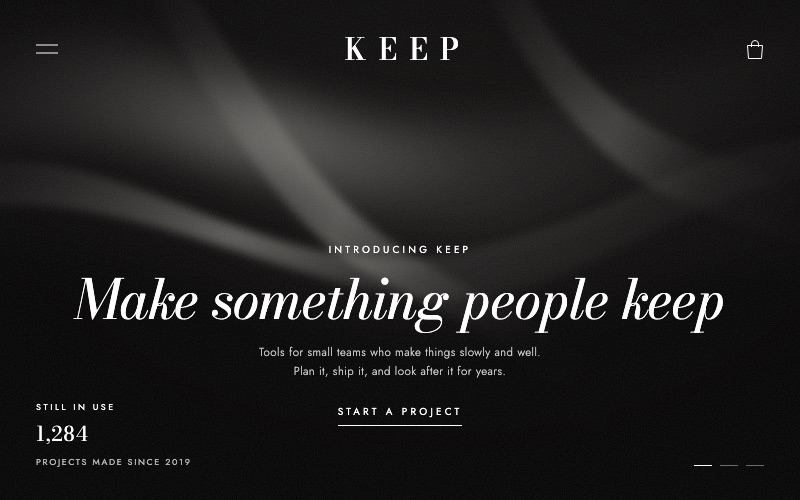 KEEP
INTRODUCING KEEP
Make something people keep
Tools for small teams who make things slowly and well.
Plan it, ship it, and look after it for years.
START A PROJECT
STILL IN USE
1,284
PROJECTS MADE SINCE 2019